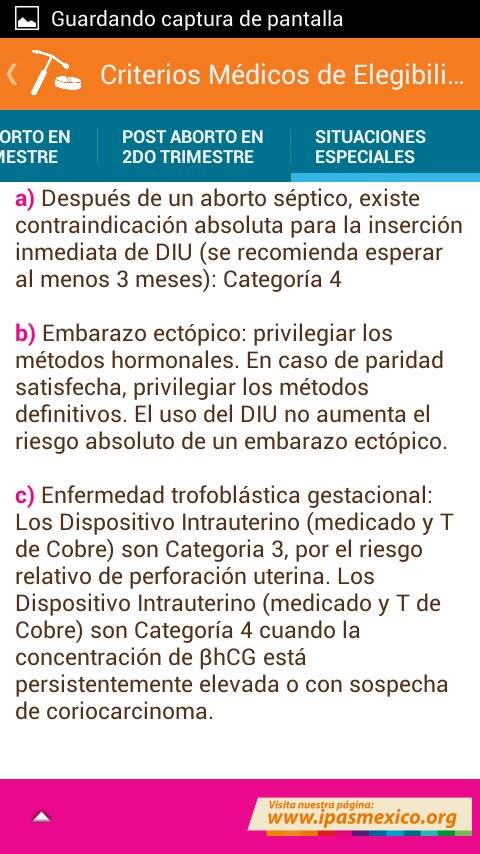 Guardando captura de pantalla
Criterios Médicos de Elegibili...
ORTO EN
MESTRE
POST ABORTO EN
2DO TRIMESTRE
SITUACIONES
ESPECIALES
a) Después de un aborto séptico, existe
contraindicación absoluta para la inserción
inmediata de DIU (se recomienda esperar
al menos 3 meses): Categoría 4
b) Embarazo ectópico: privilegiar los
métodos hormonales. En caso de paridad
satisfecha, privilegiar los métodos
definitivos. El uso del DIU no aumenta el
riesgo absoluto de un embarazo ectópico.
c) Enfermedad trofoblástica gestacional:
Los Dispositivo Intrauterino (medicado y T
de Cobre) son Categoria 3, por el riesgo
relativo de perforación uterina. Los
Dispositivo Intrauterino (medicado y T de
Cobre) son Categoría 4 cuando la
concentración de βhCG está
persistentemente elevada o con sospecha
de coriocarcinoma.
Visita nuestra página:
www.ipasmexico.org